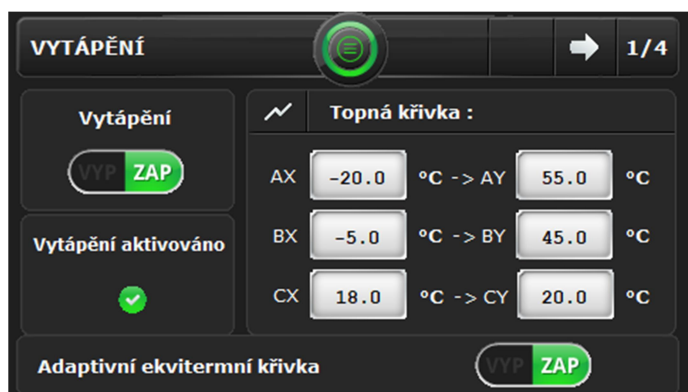 VYTÁPĚNÍ 1/4
Vytápění
VYP ZAP
Vytápění aktivováno
Topná křivka :
AX -20.0 °C -> AY 55.0 °C
BX -5.0 °C -> BY 45.0 °C
CX 18.0 °C -> CY 20.0 °C
Adaptivní ekvitermní křivka VYP ZAP